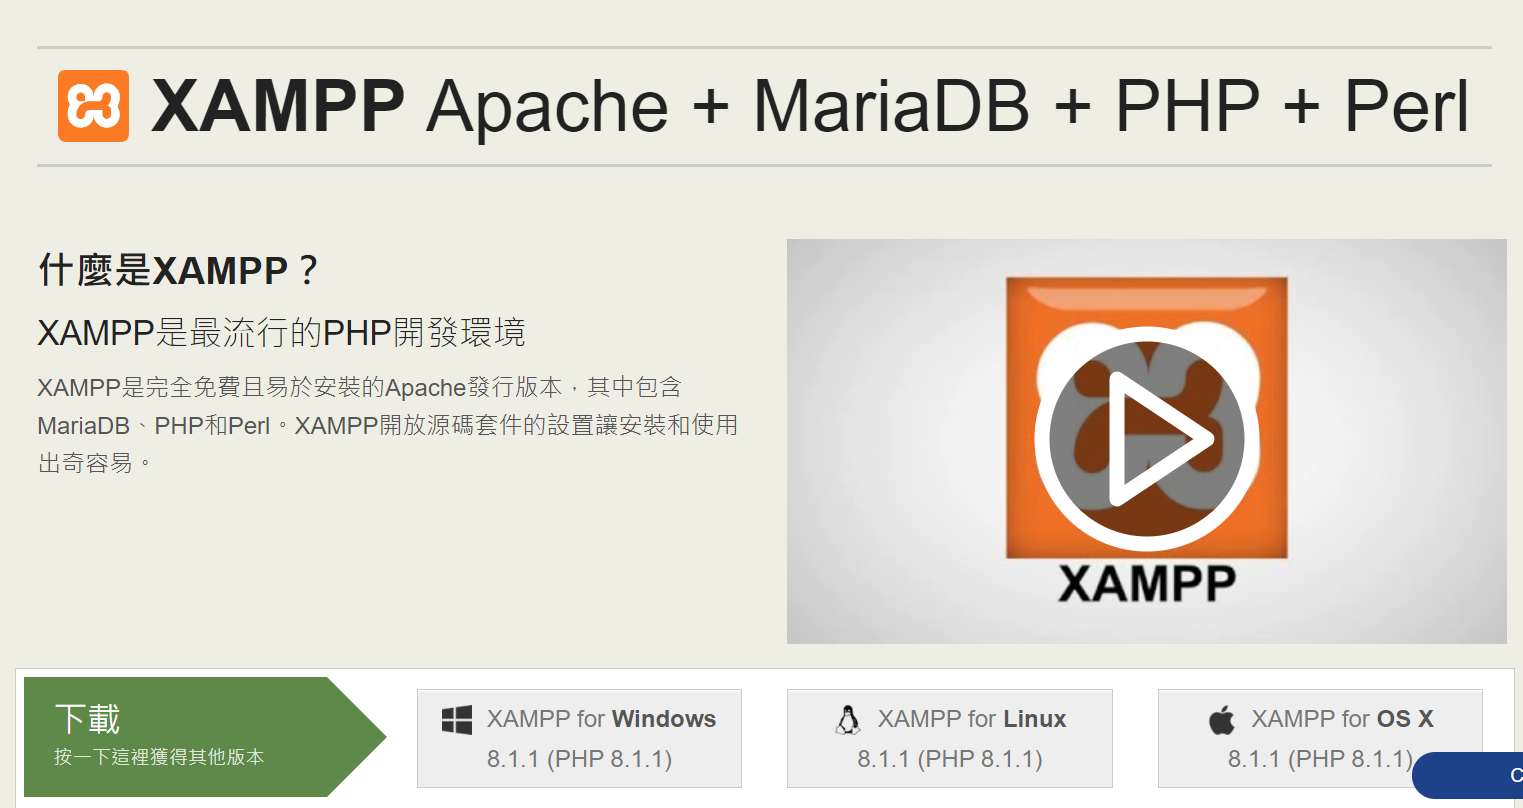 XAMPP Apache + MariaDB + PHP + Perl
什麼是XAMPP？
XAMPP是最流行的PHP開發環境
XAMPP是完全免費且易於安裝的Apache發行版本，其中包含
MariaDB、PHP和Perl。XAMPP開放源碼套件的設置讓安裝和使用
出奇容易。
XAMPP
下載
按一下這裡獲得其他版本
XAMPP for Windows
8.1.1 (PHP 8.1.1)
XAMPP for Linux
8.1.1 (PHP 8.1.1)
XAMPP for OS X
8.1.1 (PHP 8.1.1)